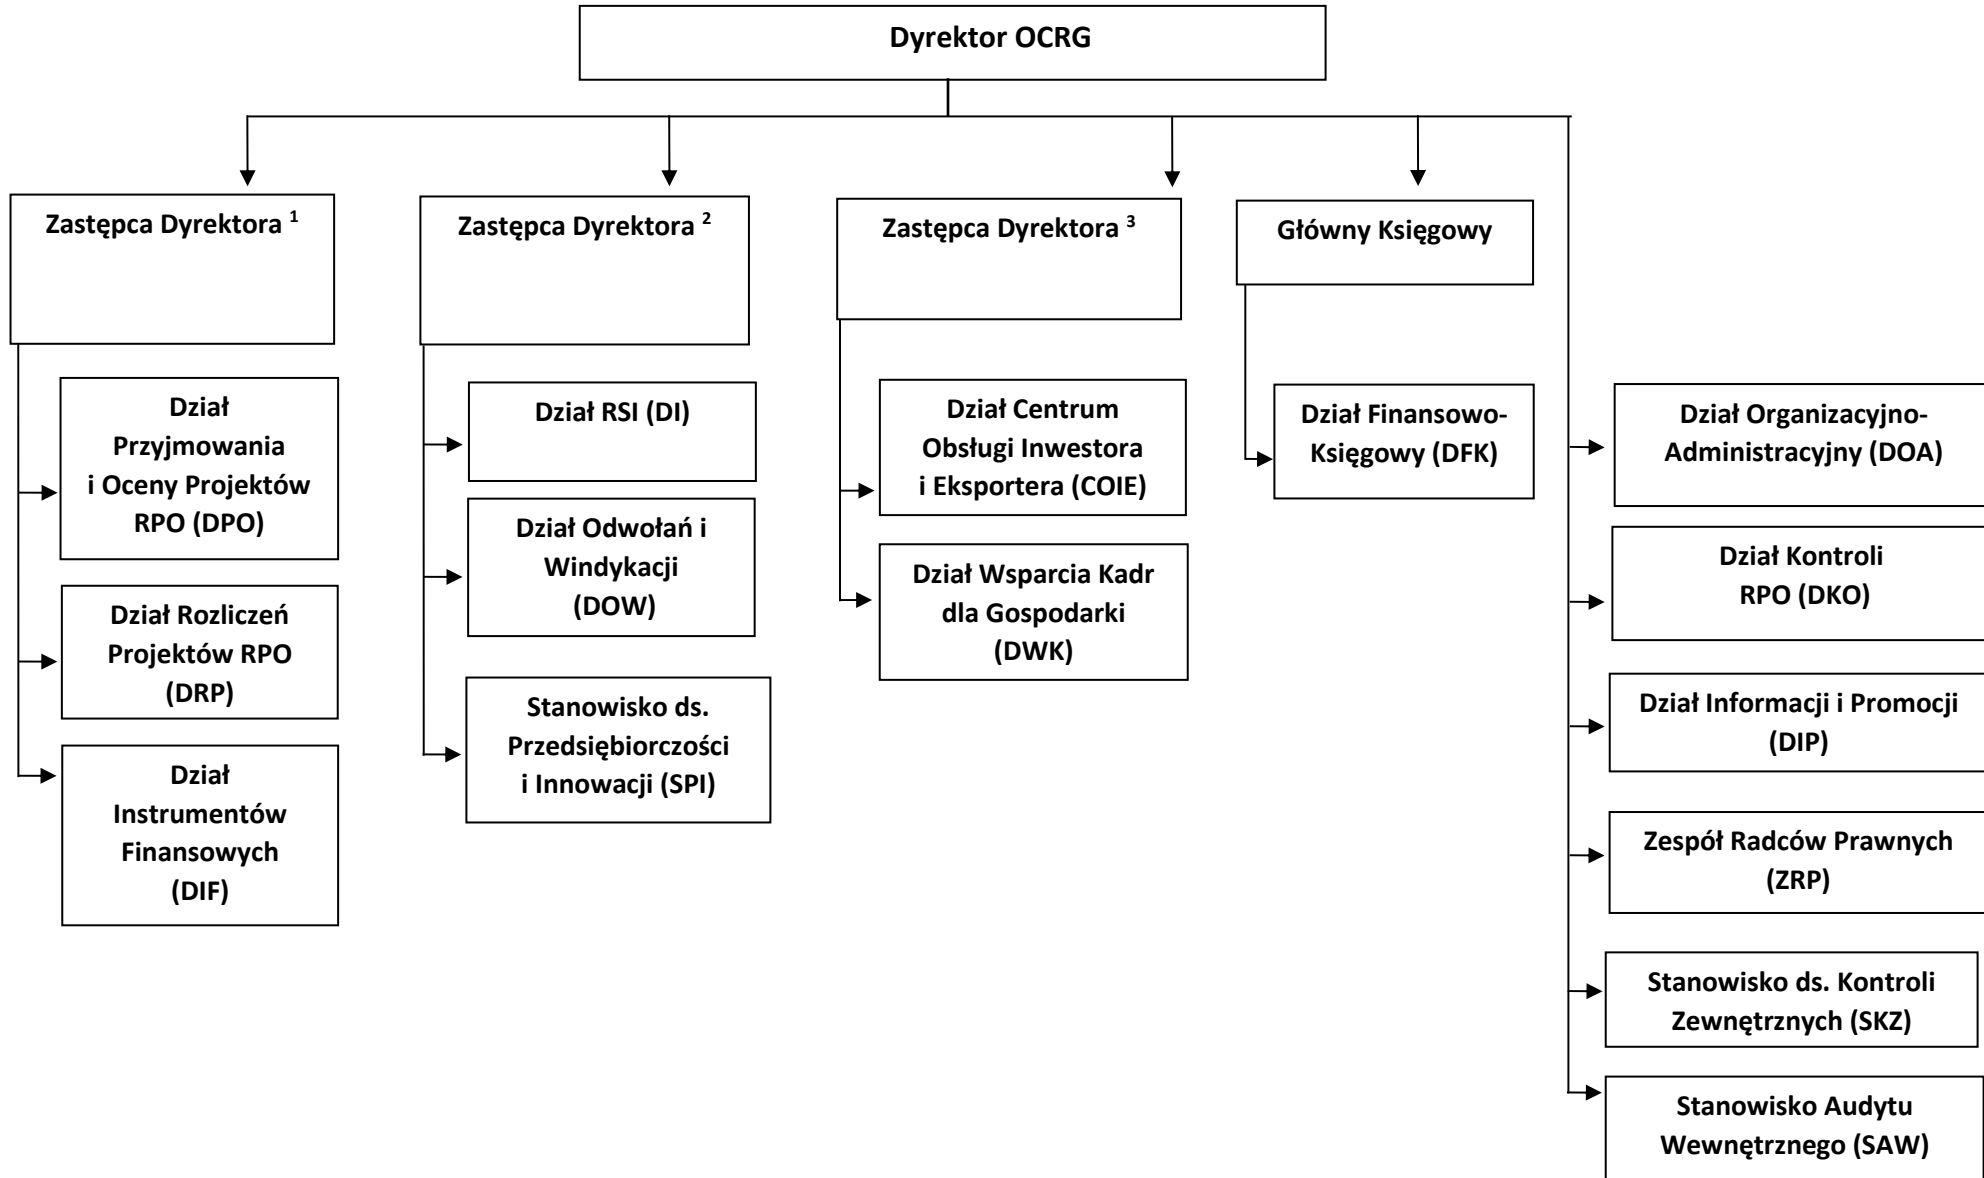 Dyrektor OCRG
Zastępca Dyrektora ¹
Zastępca Dyrektora ²
Zastępca Dyrektora ³
Główny Księgowy
Dział
Przyjmowania
i Oceny Projektów
RPO (DPO)
Dział Rozliczeń
Projektów RPO
(DRP)
Dział
Instrumentów
Finansowych
(DIF)
Dział RSI (DI)
Dział Odwołań i
Windykacji
(DOW)
Stanowisko ds.
Przedsiębiorczości
i Innowacji (SPI)
Dział Centrum
Obsługi Inwestora
i Eksportera (COIE)
Dział Wsparcia Kadr
dla Gospodarki
(DWK)
Dział Finansowo-
Księgowy (DFK)
Dział Organizacyjno-
Administracyjny (DOA)
Dział Kontroli
RPO (DKO)
Dział Informacji i Promocji
(DIP)
Zespół Radców Prawnych
(ZRP)
Stanowisko ds. Kontroli
Zewnętrznych (SKZ)
Stanowisko Audytu
Wewnętrznego (SAW)